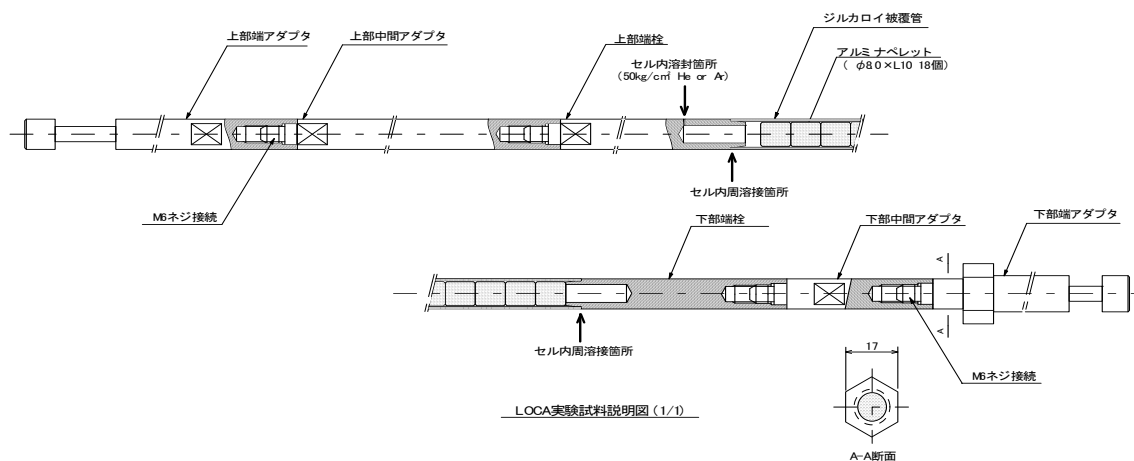 上部端アダプタ
上部中間アダプタ
上部端栓
セル内溶封箇所
(50kg/c㎡ He or Ar)
ジルカロイ被覆管
アルミナペレット
( φ8.0×L10 18個)
M6ネジ接続
セル内周溶接箇所
下部端栓
下部中間アダプタ
下部端アダプタ
A
A
セル内周溶接箇所
17
M6ネジ接続
LOCA実験試料説明図(1/1)
A-A断面